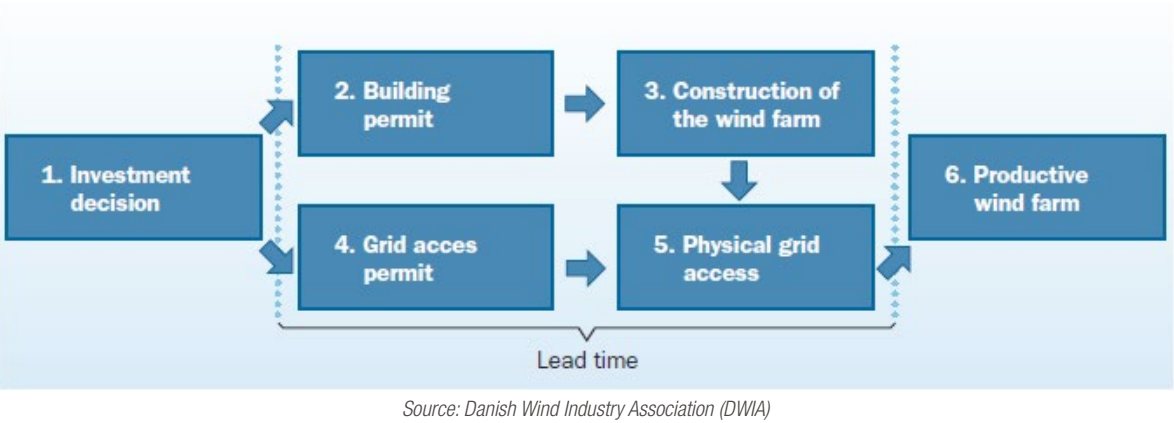 1. Investment
decision
2. Building
permit
3. Construction of
the wind farm
4. Grid acces
permit
5. Physical grid
access
6. Productive
wind farm
Lead time
Source: Danish Wind Industry Association (DWIA)